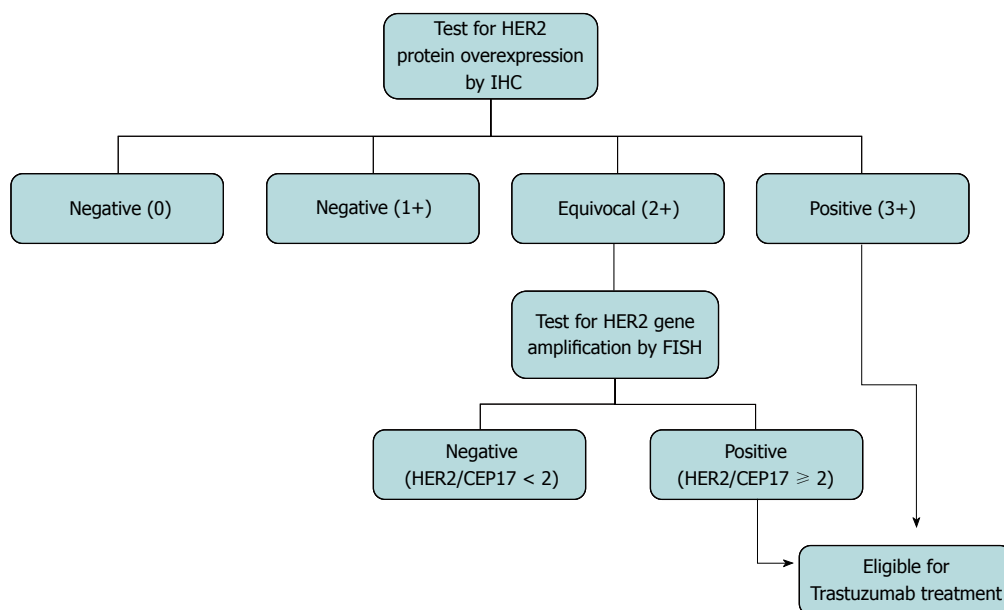 Test for HER2
protein overexpression
by IHC
Negative (0)
Negative (1+)
Equivocal (2+)
Positive (3+)
Test for HER2 gene
amplification by FISH
Negative
(HER2/CEP17 < 2)
Positive
(HER2/CEP17 ⩾ 2)
Eligible for
Trastuzumab treatment